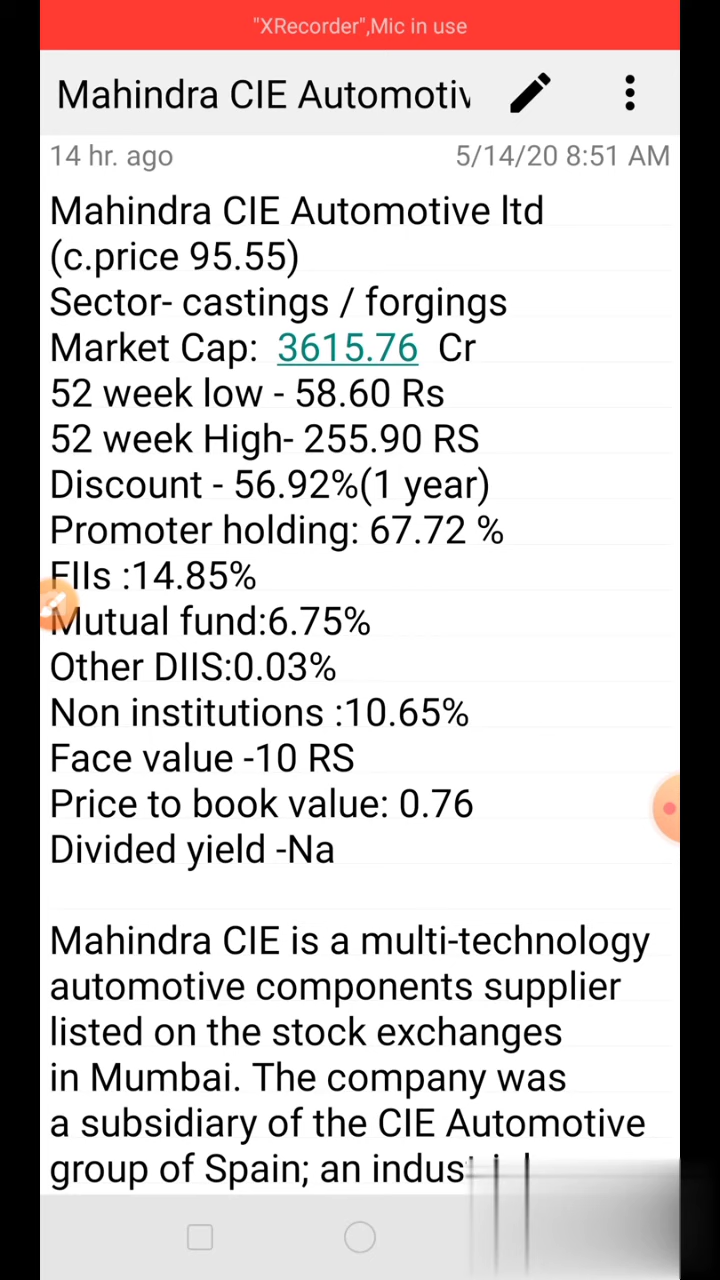 "XRecorder",Mic in use
Mahindra CIE Automotiv
14 hr. ago 5/14/20 8:51 AM
Mahindra CIE Automotive ltd
(c.price 95.55)
Sector- castings / forgings
Market Cap: 3615.76 Cr
52 week low - 58.60 Rs
52 week High- 255.90 RS
Discount - 56.92%(1 year)
Promoter holding: 67.72 %
FIIs :14.85%
Mutual fund:6.75%
Other DIIS:0.03%
Non institutions :10.65%
Face value -10 RS
Price to book value: 0.76
Divided yield -Na
Mahindra CIE is a multi-technology
automotive components supplier
listed on the stock exchanges
in Mumbai. The company was
a subsidiary of the CIE Automotive
group of Spain; an